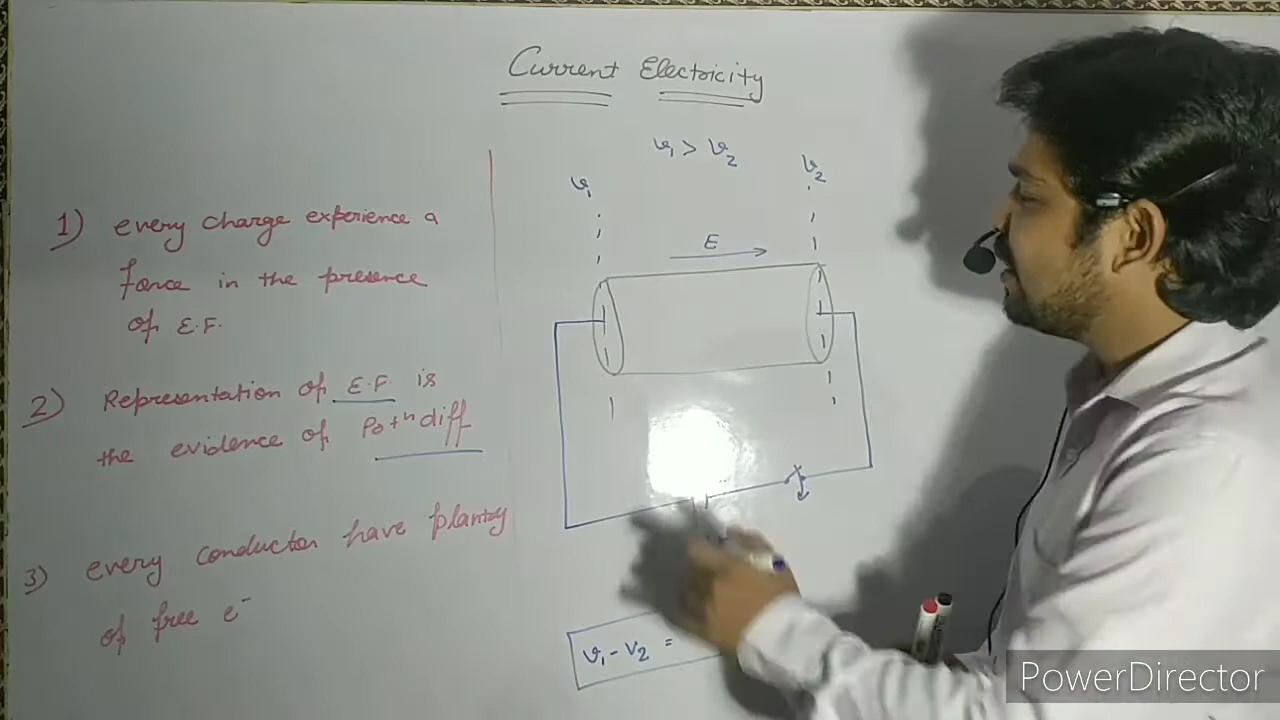 Current Electricity
1) every charge experience a
force in the presence
of E.F.
2) Representation of E.F. is
the evidence of Potⁿ diff
3) every conductor have planty
of free e⁻
v₁ > v₂
v₁
v₂
E
v₁ - v₂ =
PowerDirector